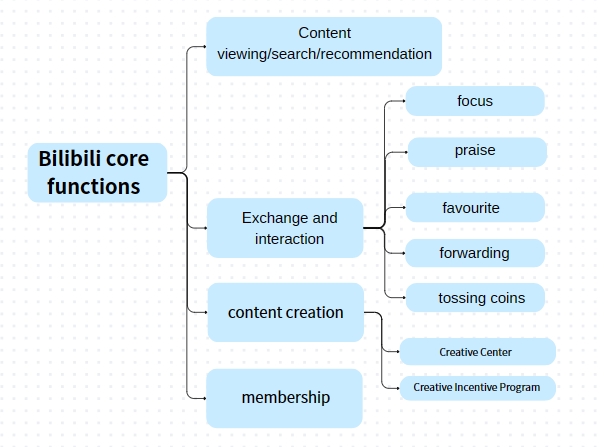 Bilibili core
functions
Content
viewing/search/recommendation
Exchange and
interaction
focus
praise
favourite
forwarding
tossing coins
content creation
Creative Center
Creative Incentive Program
membership